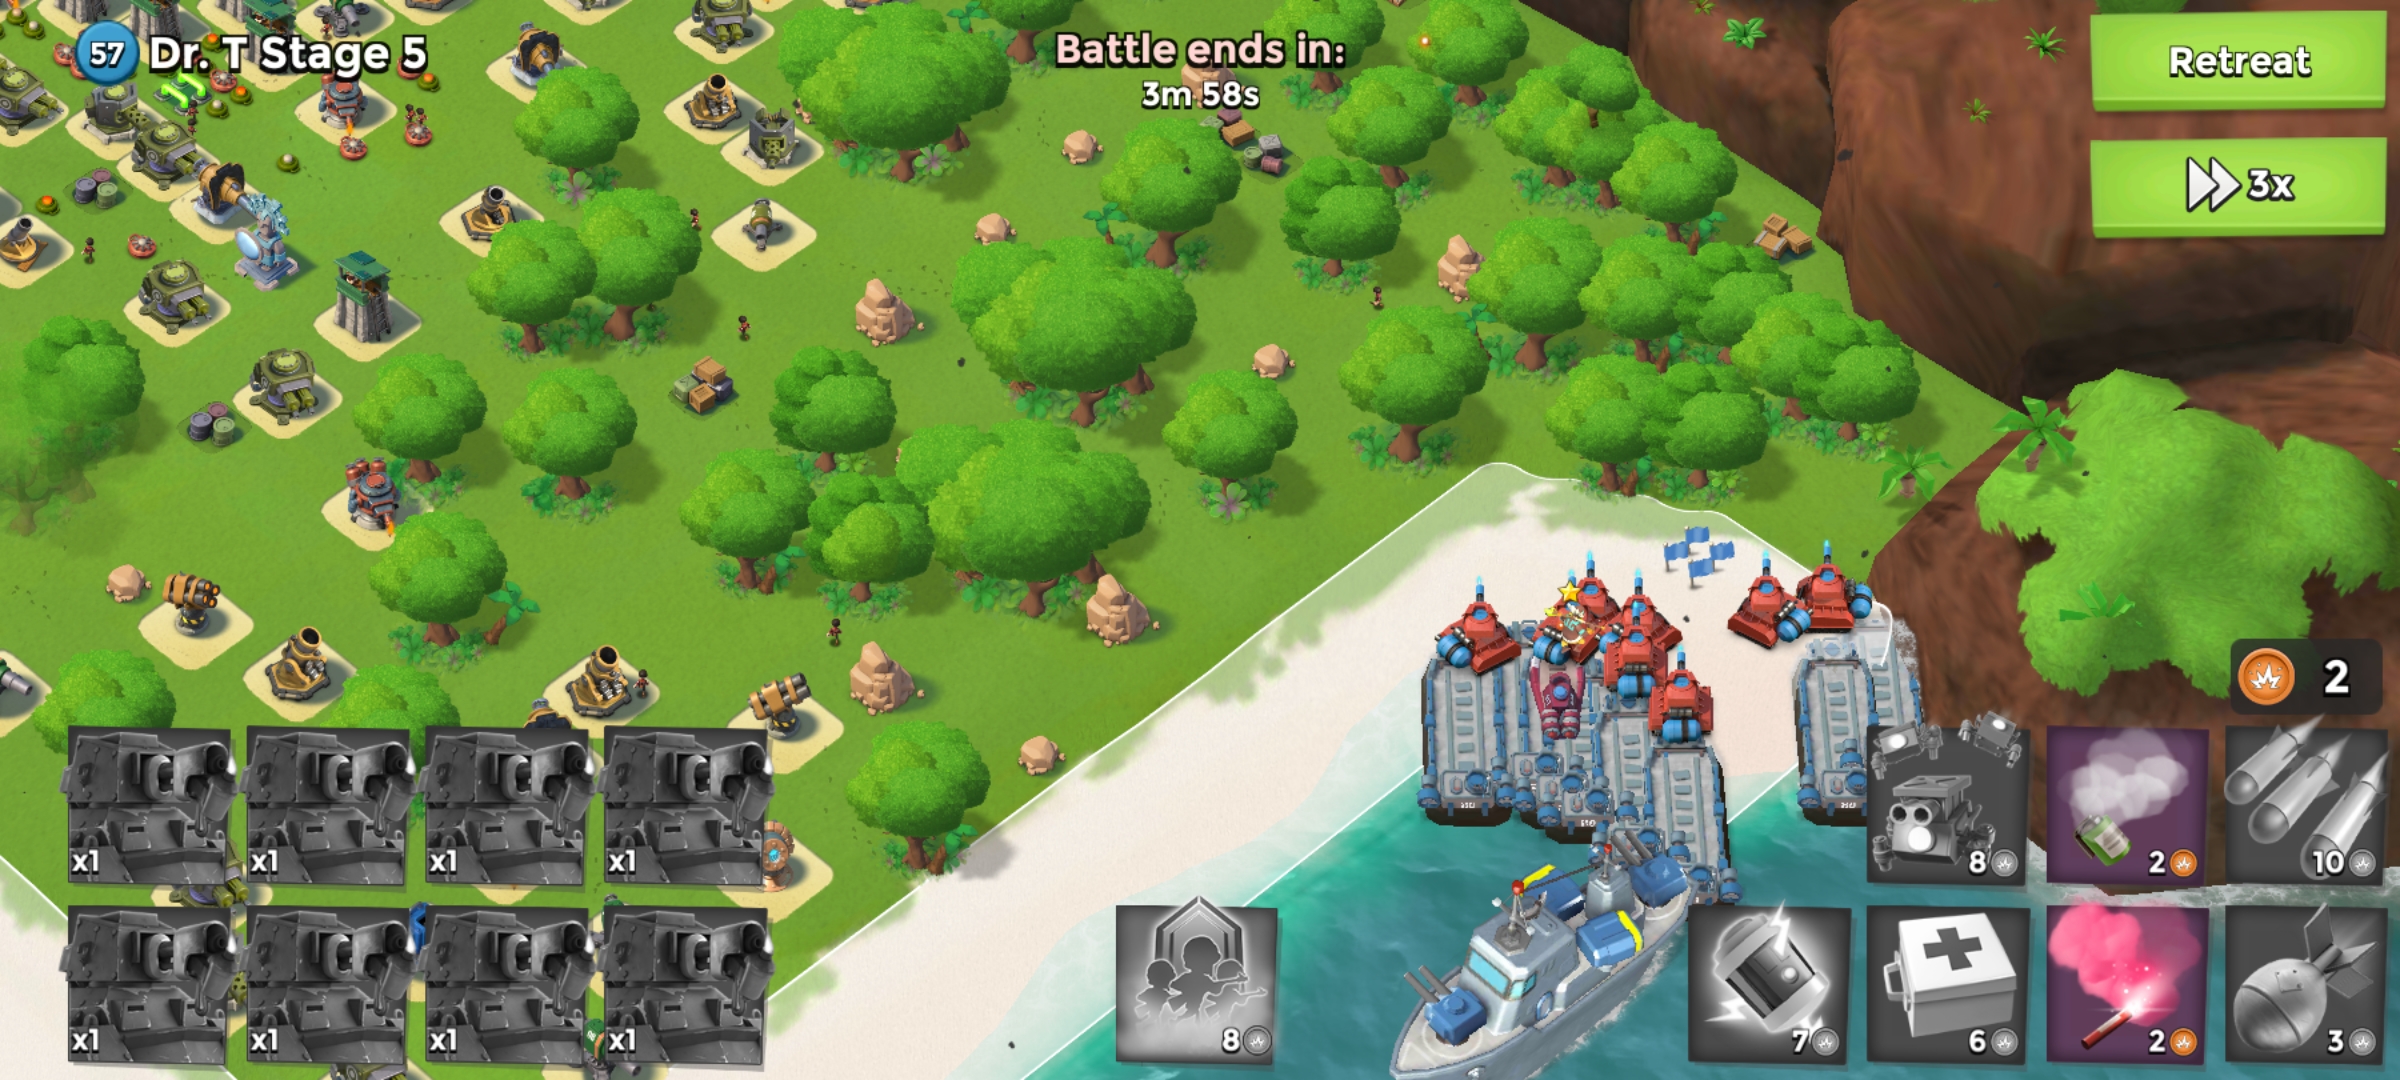 57 Dr. T Stage 5
Battle ends in:
3m 58s
Retreat
3x
2
x1 x1 x1 x1
8 2 10
x1 x1 x1 x1
8 7 6 2 3